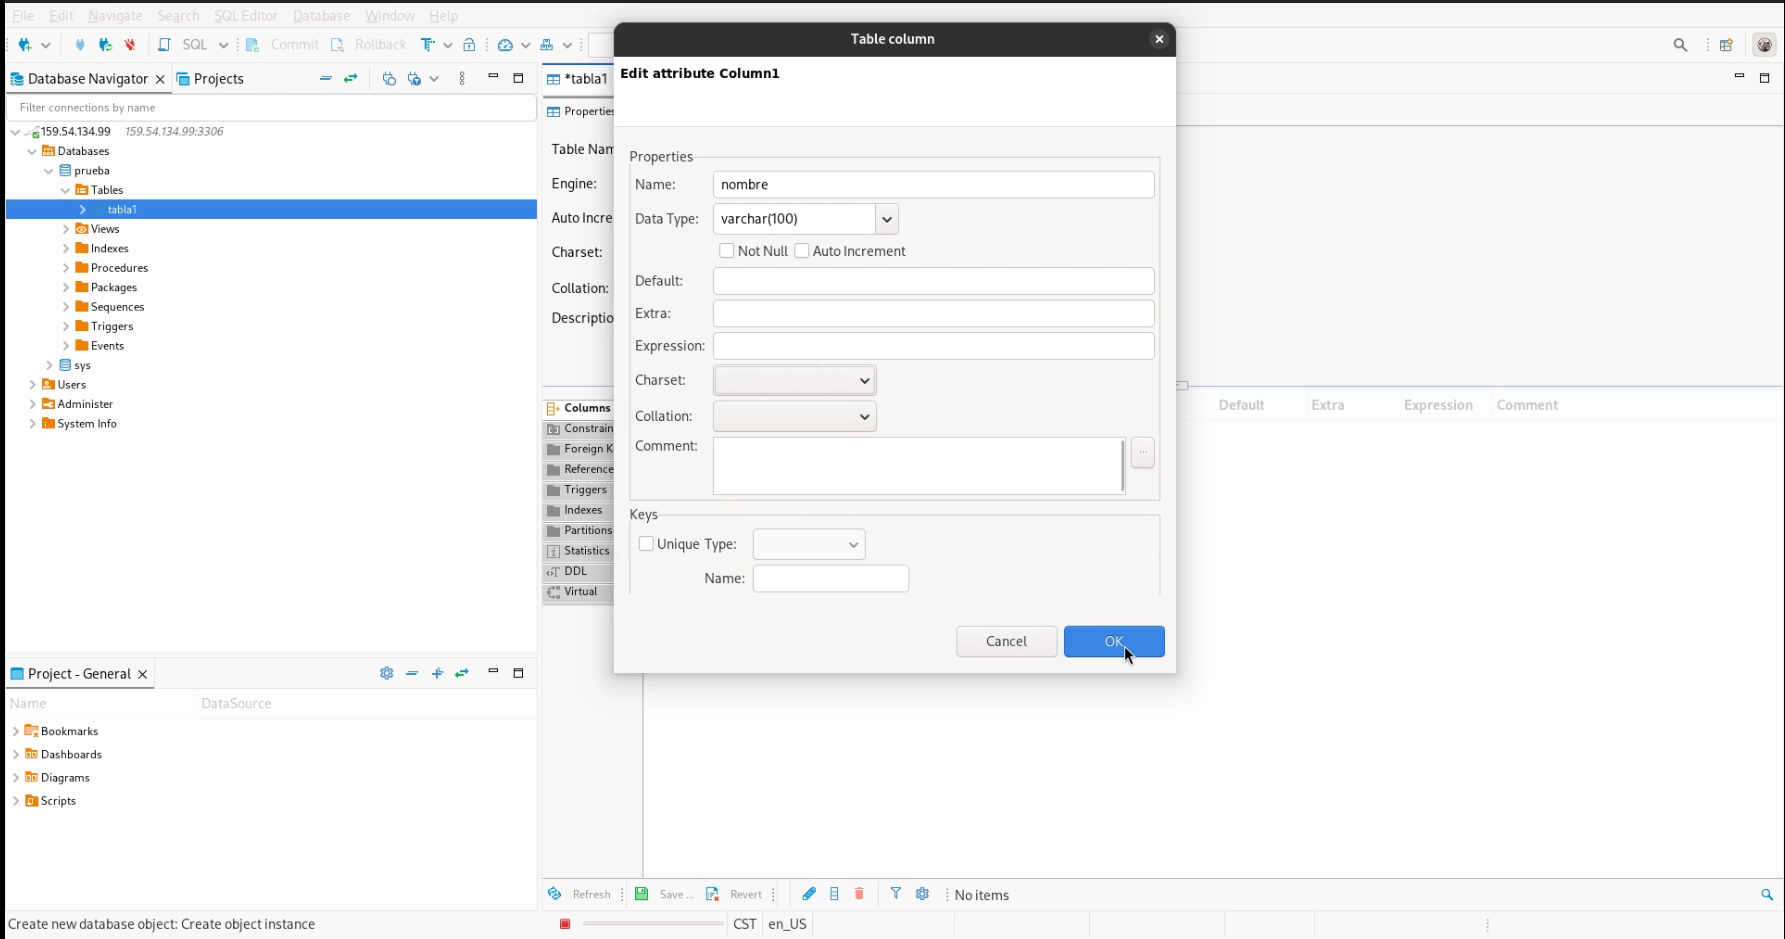 File Edit Navigate Search SQL Editor Database Window Help
SQL Commit Rollback
Database Navigator Projects
Filter connections by name
159.54.134.99 159.54.134.99:3306
Databases
prueba
Tables
tabla1
Views
Indexes
Procedures
Packages
Sequences
Triggers
Events
sys
Users
Administer
System Info
Project - General
Name DataSource
Bookmarks
Dashboards
Diagrams
Scripts
*tabla1
Properties
Table Nam
Engine:
Auto Incre
Charset:
Collation:
Descriptio
Columns
Constrain
Foreign K
Reference
Triggers
Indexes
Partitions
Statistics
DDL
Virtual
Default Extra Expression Comment
Table column
Edit attribute Column1
Properties
Name: nombre
Data Type: varchar(100)
Not Null Auto Increment
Default:
Extra:
Expression:
Charset:
Collation:
Comment: ...
Keys
Unique Type:
Name:
Cancel OK
Refresh Save ... Revert No items
Create new database object: Create object instance CST en_US